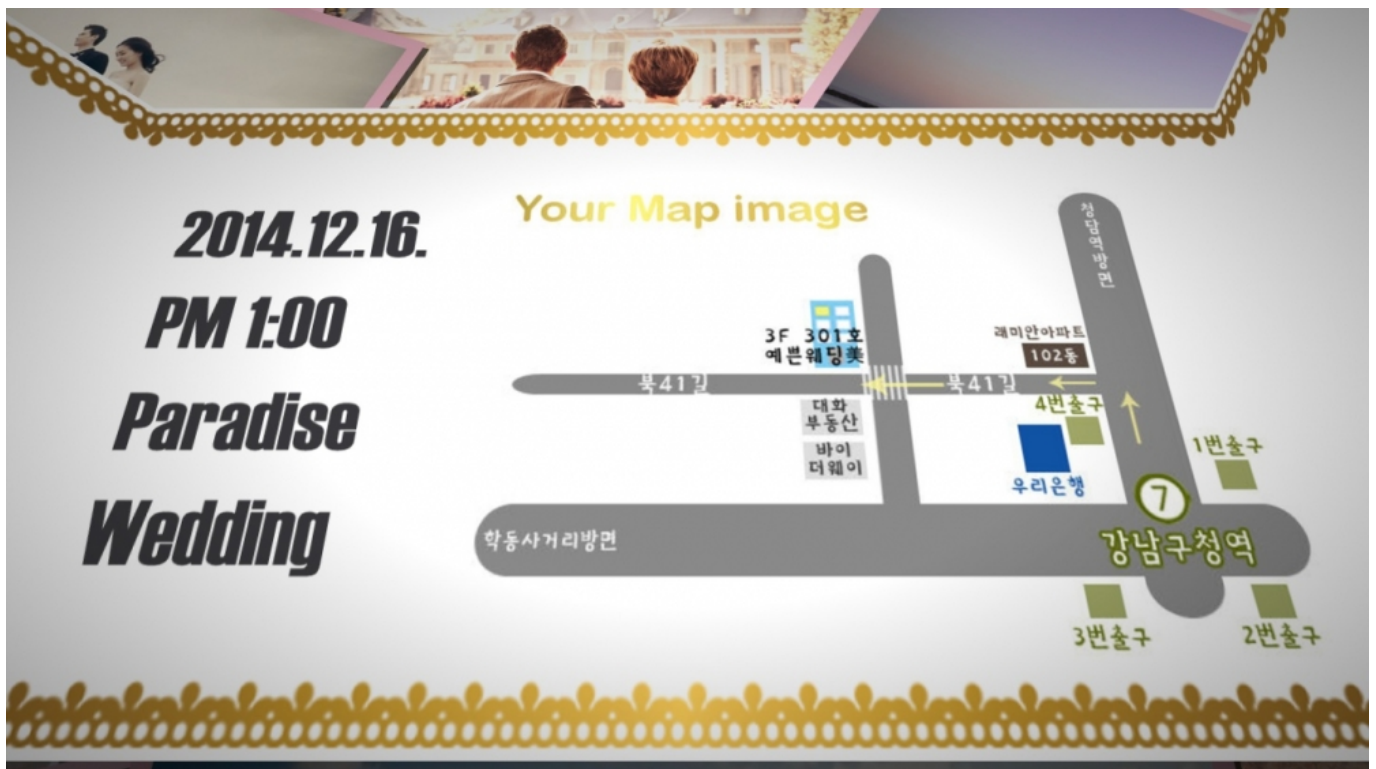 2014.12.16.
PM 1:00
Paradise
Wedding
Your Map image
청담역방면
3F 301호
예쁜웨딩美
래미안아파트
102동
북41길
북41길
대화
부동산
바이
더웨이
4번출구
우리은행
1번출구
7
강남구청역
학동사거리방면
3번출구
2번출구